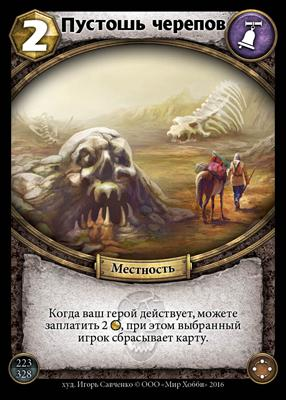 2
Пустошь черепов
Местность
Когда ваш герой действует, можете
заплатить 2 , при этом выбранный
игрок сбрасывает карту.
223
328
худ. Игорь Савченко © ООО «Мир Хобби» 2016